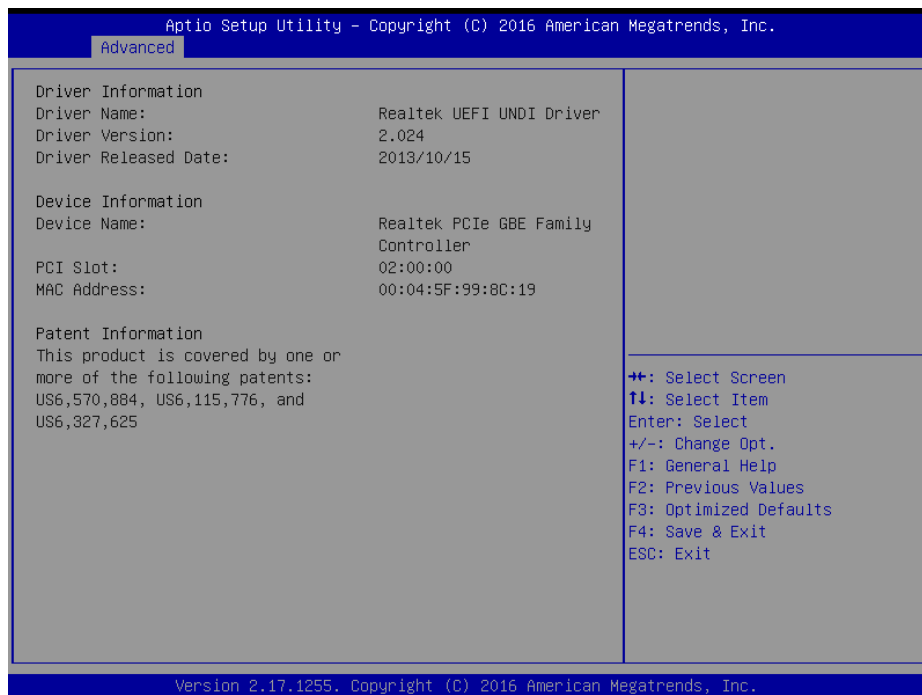 Aptio Setup Utility – Copyright (C) 2016 American Megatrends, Inc.
Advanced
Driver Information
Driver Name: Realtek UEFI UNDI Driver
Driver Version: 2.024
Driver Released Date: 2013/10/15
Device Information
Device Name: Realtek PCIe GBE Family
Controller
PCI Slot: 02:00:00
MAC Address: 00:04:5F:99:8C:19
Patent Information
This product is covered by one or
more of the following patents:
US6,570,884, US6,115,776, and
US6,327,625
→←: Select Screen
↑↓: Select Item
Enter: Select
+/-: Change Opt.
F1: General Help
F2: Previous Values
F3: Optimized Defaults
F4: Save & Exit
ESC: Exit
Version 2.17.1255. Copyright (C) 2016 American Megatrends, Inc.